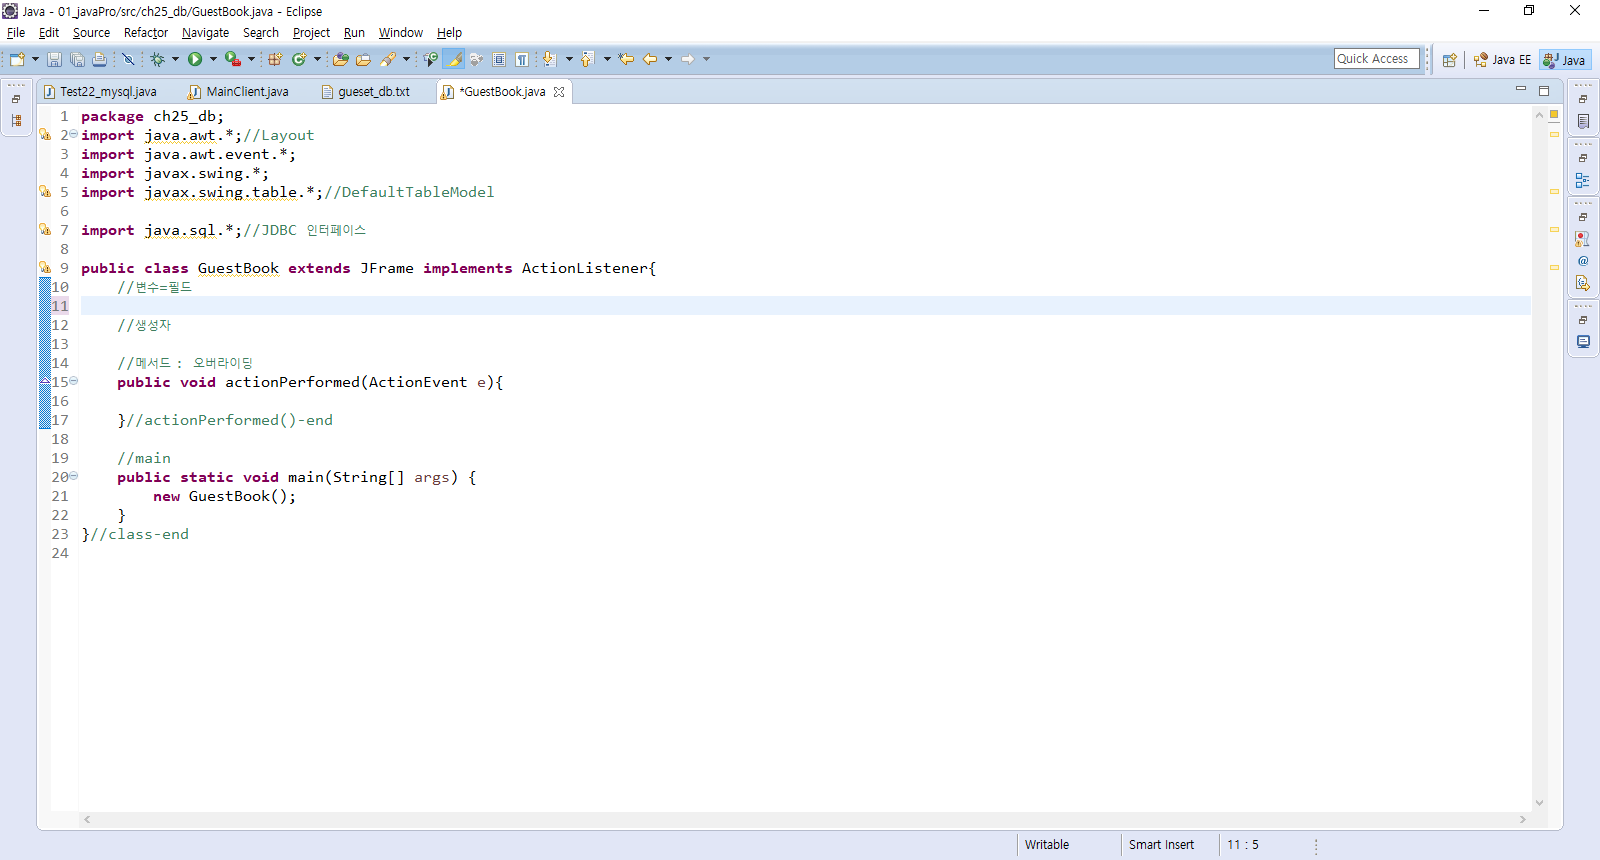 Java - 01_javaPro/src/ch25_db/GuestBook.java - Eclipse
File Edit Source Refactor Navigate Search Project Run Window Help
Quick Access Java EE Java
Test22_mysql.java MainClient.java gueset_db.txt *GuestBook.java
1 package ch25_db;
2 import java.awt.*;//Layout
3 import java.awt.event.*;
4 import javax.swing.*;
5 import javax.swing.table.*;//DefaultTableModel
6
7 import java.sql.*;//JDBC 인터페이스
8
9 public class GuestBook extends JFrame implements ActionListener{
10 //변수=필드
11
12 //생성자
13
14 //메서드 : 오버라이딩
15 public void actionPerformed(ActionEvent e){
16
17 }//actionPerformed()-end
18
19 //main
20 public static void main(String[] args) {
21 new GuestBook();
22 }
23 }//class-end
24
Writable Smart Insert 11 : 5